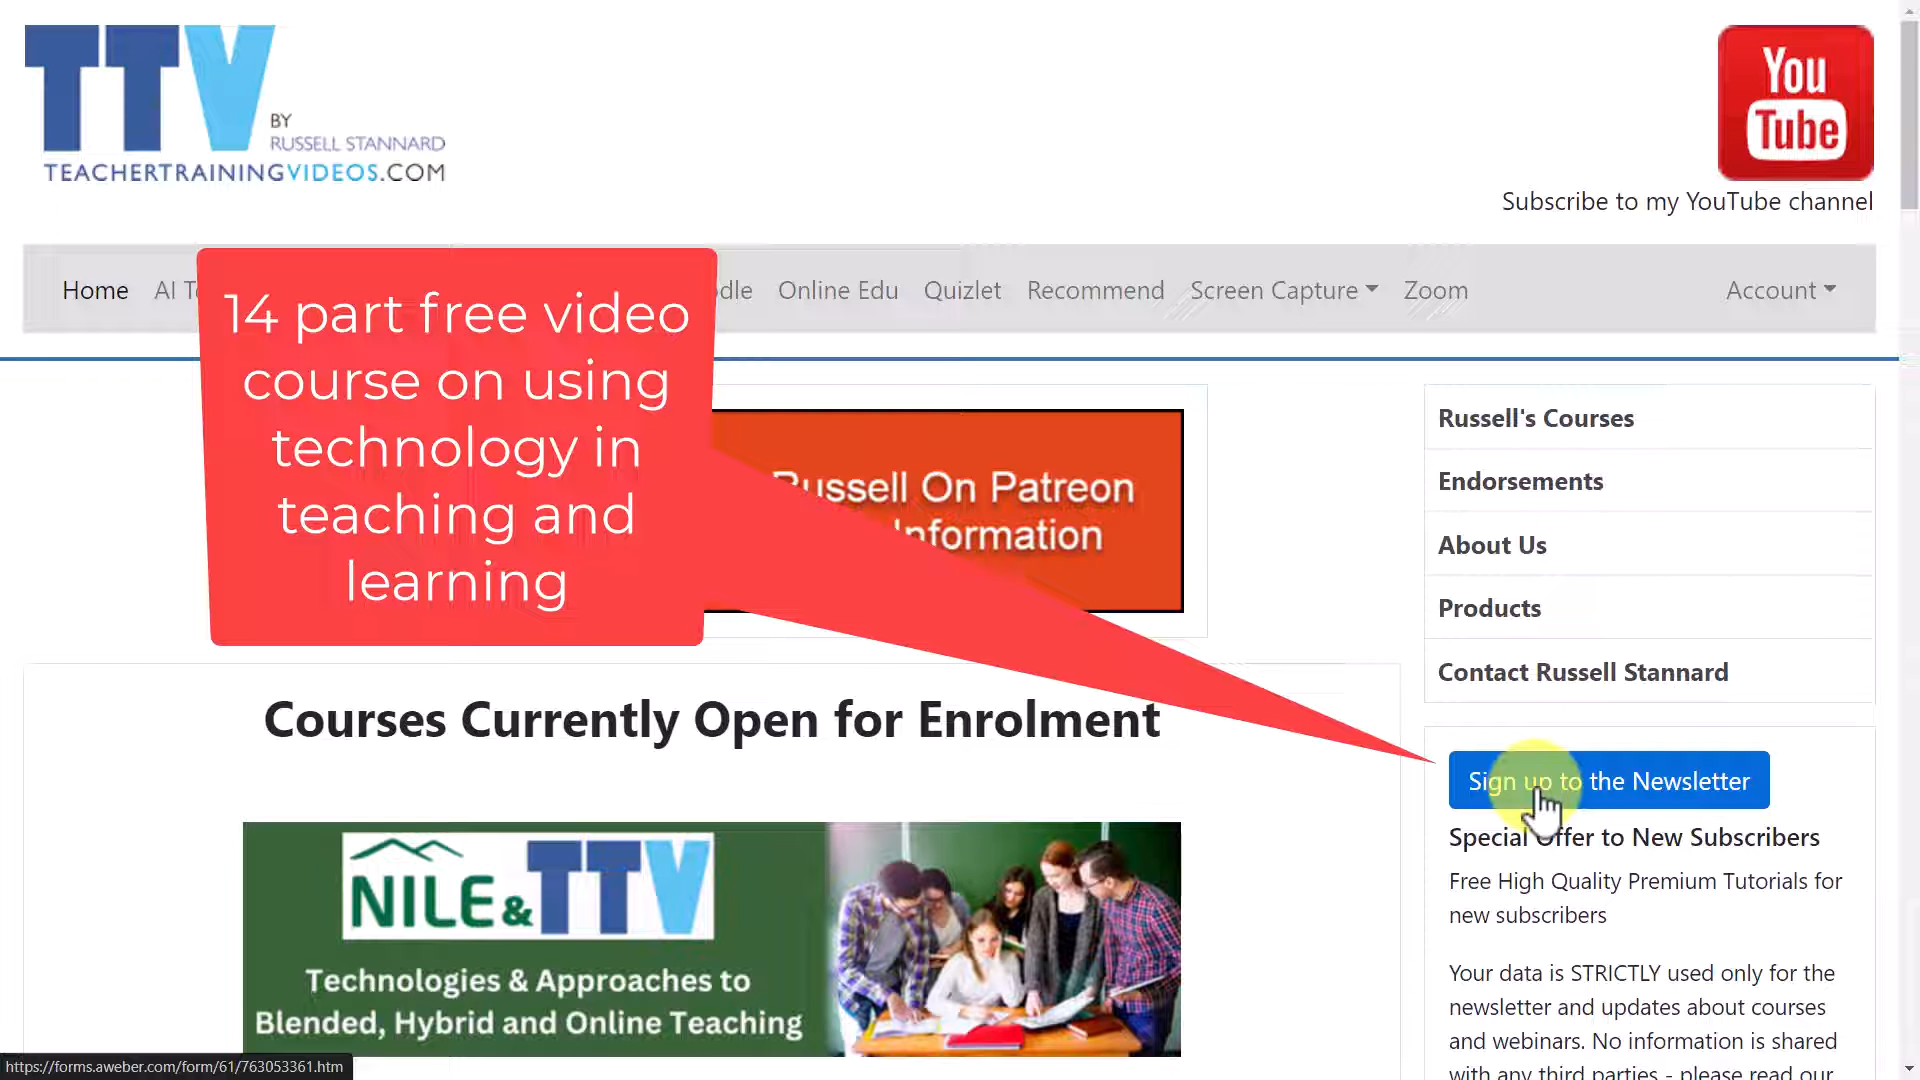 TTV
BY
RUSSELL STANNARD
TEACHERTRAININGVIDEOS.COM
You
Tube
Subscribe to my YouTube channel
Home AI Online Edu Quizlet Recommend Screen Capture Zoom Account
14 part free video
course on using
technology in
teaching and
learning
Russell On Patreon
Information
Russell's Courses
Endorsements
About Us
Products
Contact Russell Stannard
Courses Currently Open for Enrolment
Sign up to the Newsletter
Special Offer to New Subscribers
Free High Quality Premium Tutorials for
new subscribers
Your data is STRICTLY used only for the
newsletter and updates about courses
and webinars. No information is shared
with any third parties - please read our
NILE & TTV
Technologies & Approaches to
Blended, Hybrid and Online Teaching
https://forms.aweber.com/form/61/763053361.htm